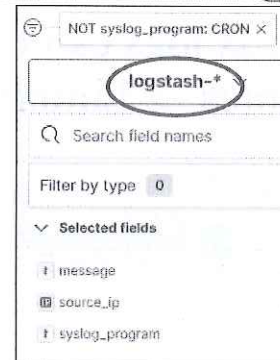 NOT syslog_program: CRON ×
logstash-*
Search field names
Filter by type 0
Selected fields
t message
source_ip
t syslog_program